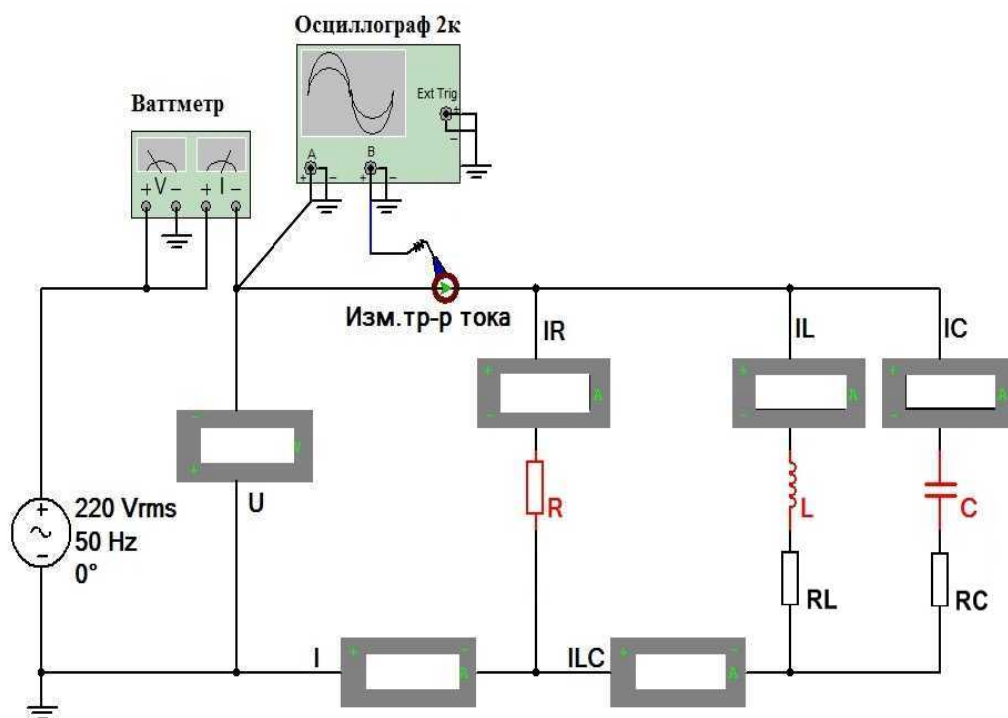 Осциллограф 2к
Ext Trig
+
−
A
B
+ − + −
Ваттметр
+ V − + I −
Изм.тр-р тока
IR
IL
IC
+
−
A
+
−
A
+
−
A
−
+
V
U
R
L
C
RL
RC
+
−
220 Vrms
50 Hz
0°
I
+ − A
ILC
+ − A